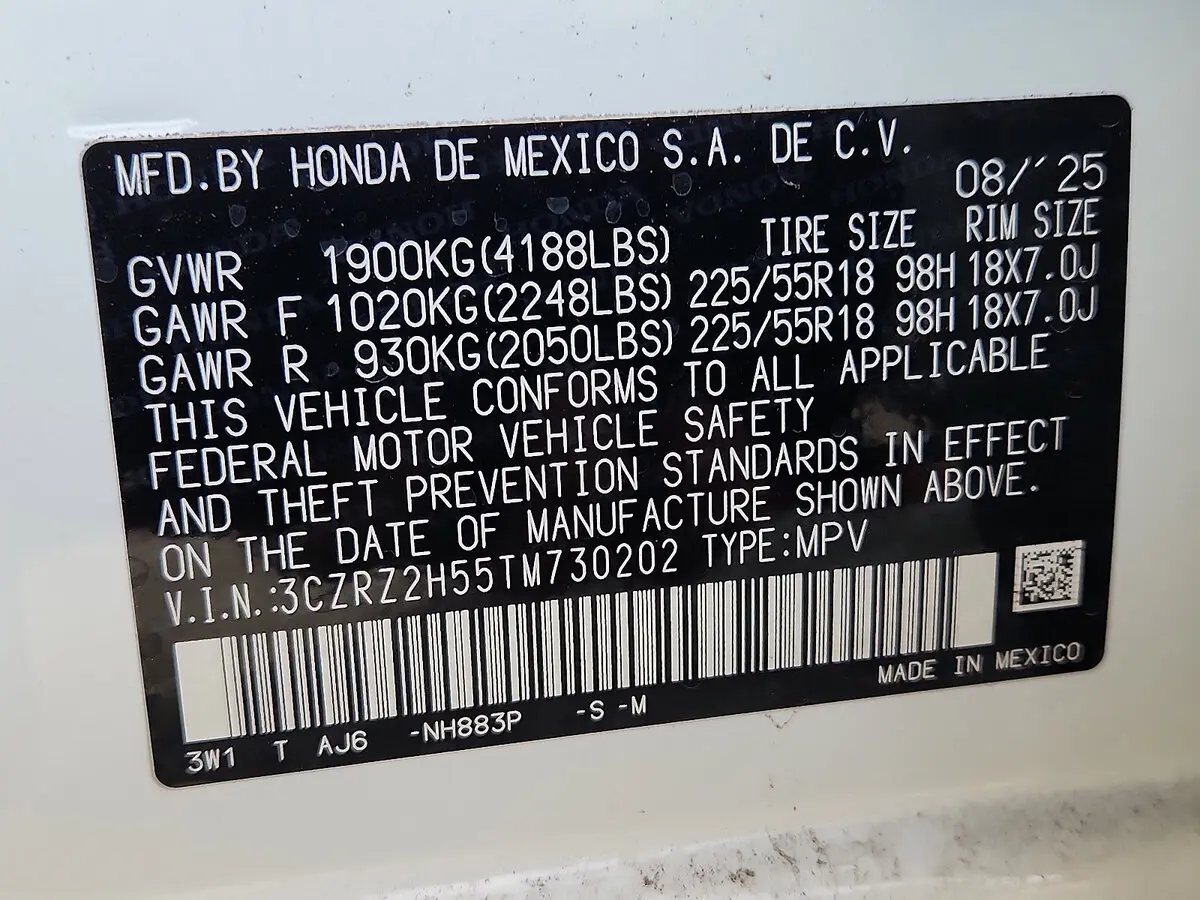 MFD.BY HONDA DE MEXICO S.A. DE C.V.
08/´25
TIRE SIZE RIM SIZE
GVWR 1900KG(4188LBS)
GAWR F 1020KG(2248LBS) 225/55R18 98H 18X7.0J
GAWR R 930KG(2050LBS) 225/55R18 98H 18X7.0J
THIS VEHICLE CONFORMS TO ALL APPLICABLE
FEDERAL MOTOR VEHICLE SAFETY
AND THEFT PREVENTION STANDARDS IN EFFECT
ON THE DATE OF MANUFACTURE SHOWN ABOVE.
V.I.N.:3CZRZ2H55TM730202 TYPE:MPV
MADE IN MEXICO
3W1 T AJ6 -NH883P -S -M